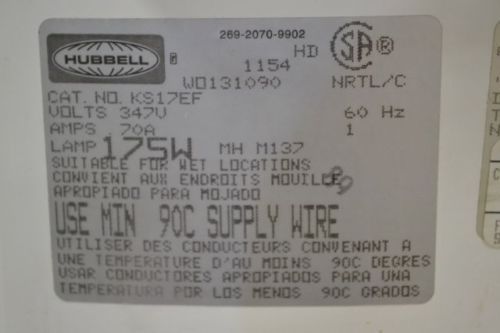 269-2070-9902
HUBBELL
HD
SA ®
1154
WO131090 NRTL/C
CAT. NO. KS17EF
VOLTS 347V 60 Hz
AMPS .70A 1
LAMP 175W MH M137
SUITABLE FOR WET LOCATIONS
CONVIENT AUX ENDROITS MOUILLE
APROPIADO PARA MOJADO
USE MIN 90C SUPPLY WIRE
UTILISER DES CONDUCTEURS CONVENANT A
UNE TEMPERATURE D'AU MOINS 90C DEGRES
USAR CONDUCTORES APROPIADOS PARA UNA
TEMPERATURA POR LOS MENOS 90C GRADOS